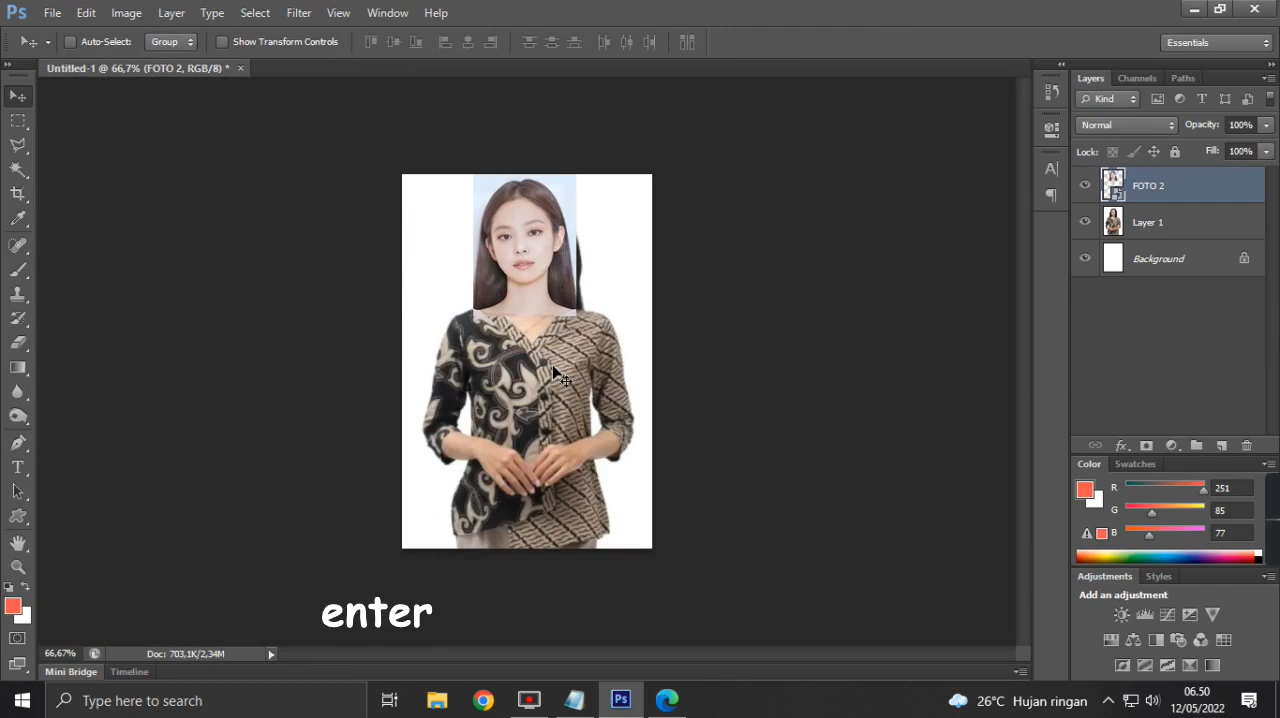 Ps File Edit Image Layer Type Select Filter View Window Help
Auto-Select: Group Show Transform Controls Essentials
Untitled-1 @ 66,7% (FOTO 2, RGB/8) * ×
Layers Channels Paths
Kind
Normal Opacity: 100%
Lock: Fill: 100%
FOTO 2
Layer 1
Background
fx
Color Swatches
R 251
G 85
B 77
Adjustments Styles
Add an adjustment
enter
66,67% Doc: 703,1K/2,34M
Mini Bridge Timeline
Type here to search
26°C Hujan ringan
06.50
12/05/2022